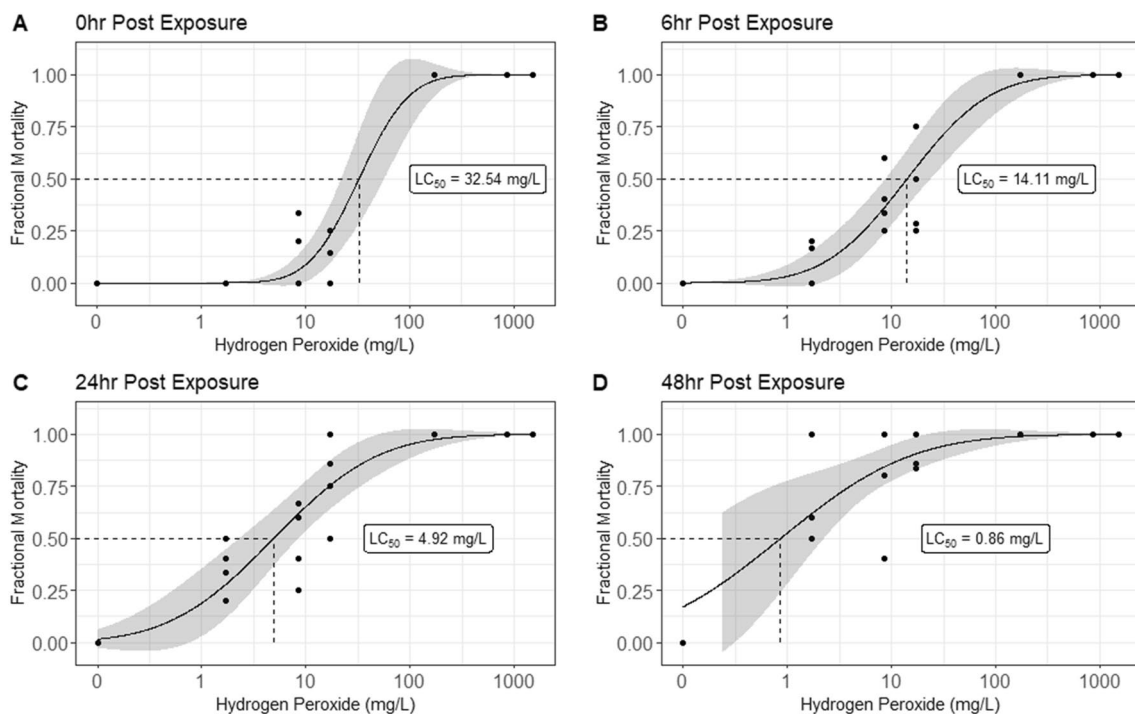 A 0hr Post Exposure
Fractional Mortality
1.00
0.75
0.50
0.25
0.00
LC50 = 32.54 mg/L
0 1 10 100 1000
Hydrogen Peroxide (mg/L)
B 6hr Post Exposure
Fractional Mortality
1.00
0.75
0.50
0.25
0.00
LC50 = 14.11 mg/L
0 1 10 100 1000
Hydrogen Peroxide (mg/L)
C 24hr Post Exposure
Fractional Mortality
1.00
0.75
0.50
0.25
0.00
LC50 = 4.92 mg/L
0 1 10 100 1000
Hydrogen Peroxide (mg/L)
D 48hr Post Exposure
Fractional Mortality
1.00
0.75
0.50
0.25
0.00
LC50 = 0.86 mg/L
0 1 10 100 1000
Hydrogen Peroxide (mg/L)